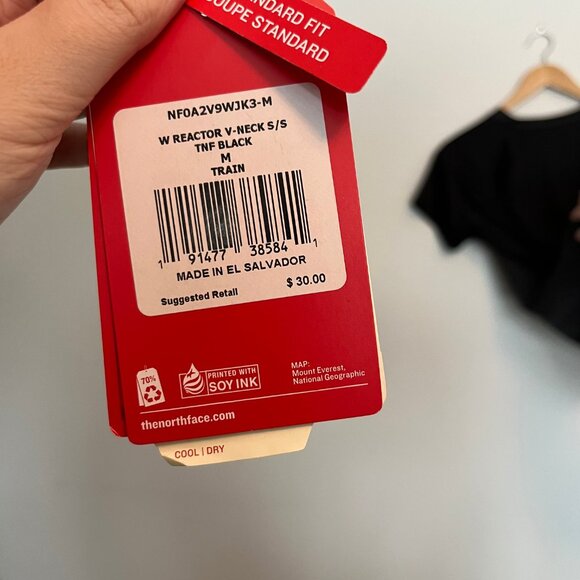 STANDARD FIT
COUPE STANDARD
NF0A2V9WJK3-M
W REACTOR V-NECK S/S
TNF BLACK
M
TRAIN
1 91477 38584 1
MADE IN EL SALVADOR
Suggested Retail $ 30.00
70%
PRINTED WITH
SOY INK
MAP:
Mount Everest,
National Geographic
thenorthface.com
COOL | DRY